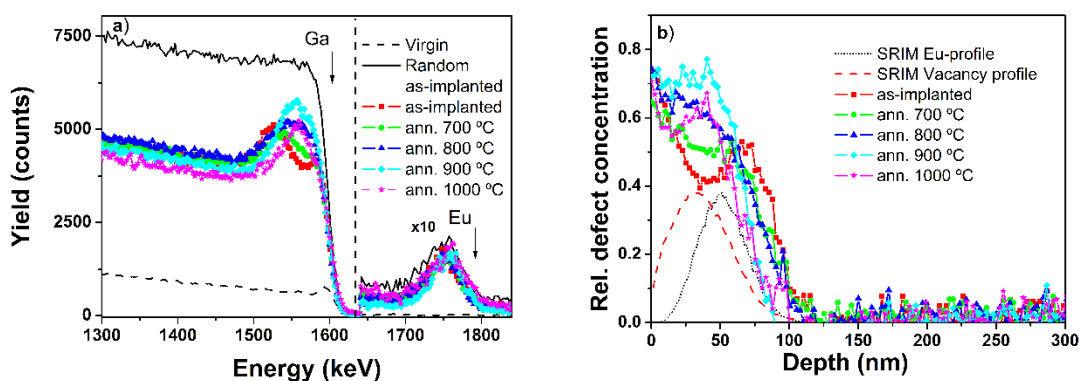 a)
Yield (counts)
7500
5000
2500
0
1300 1400 1500 1600 1700 1800
Energy (keV)
Ga
Eu
x10
Virgin
Random
as-implanted
as-implanted
ann. 700 ºC
ann. 800 ºC
ann. 900 ºC
ann. 1000 ºC
b)
Rel. defect concentration
0.8
0.6
0.4
0.2
0.0
0 50 100 150 200 250 300
Depth (nm)
SRIM Eu-profile
SRIM Vacancy profile
as-implanted
ann. 700 ºC
ann. 800 ºC
ann. 900 ºC
ann. 1000 ºC